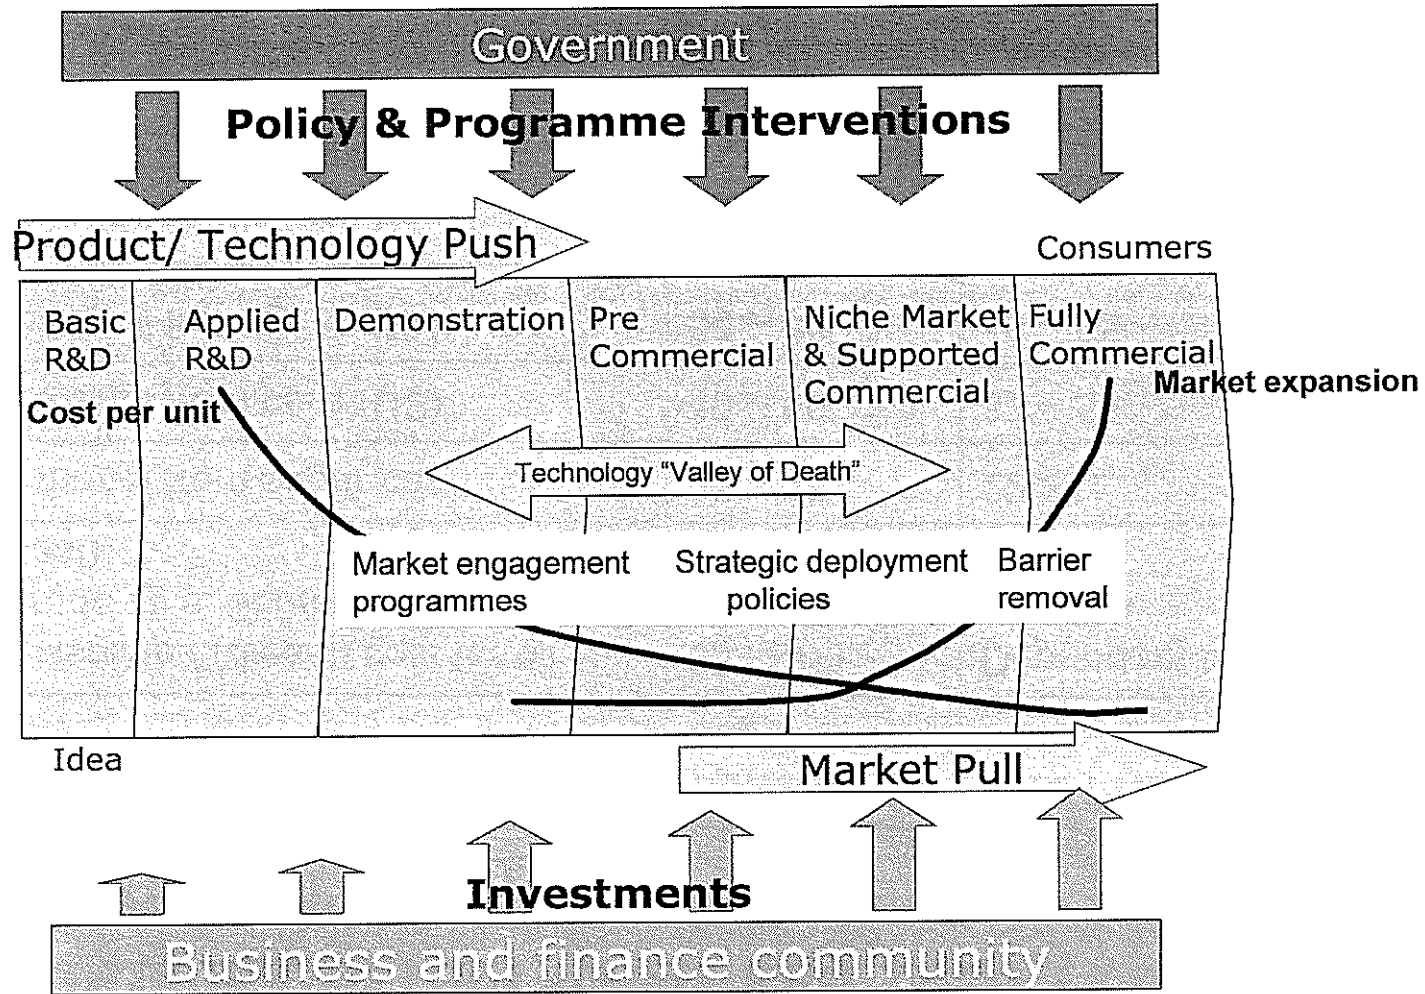 Government
Policy & Programme Interventions
Product/ Technology Push
Consumers
Basic
R&D
Applied
R&D
Demonstration
Pre
Commercial
Niche Market
& Supported
Commercial
Fully
Commercial
Cost per unit
Market expansion
Technology "Valley of Death"
Market engagement
programmes
Strategic deployment
policies
Barrier
removal
Idea
Market Pull
Investments
Business and finance community